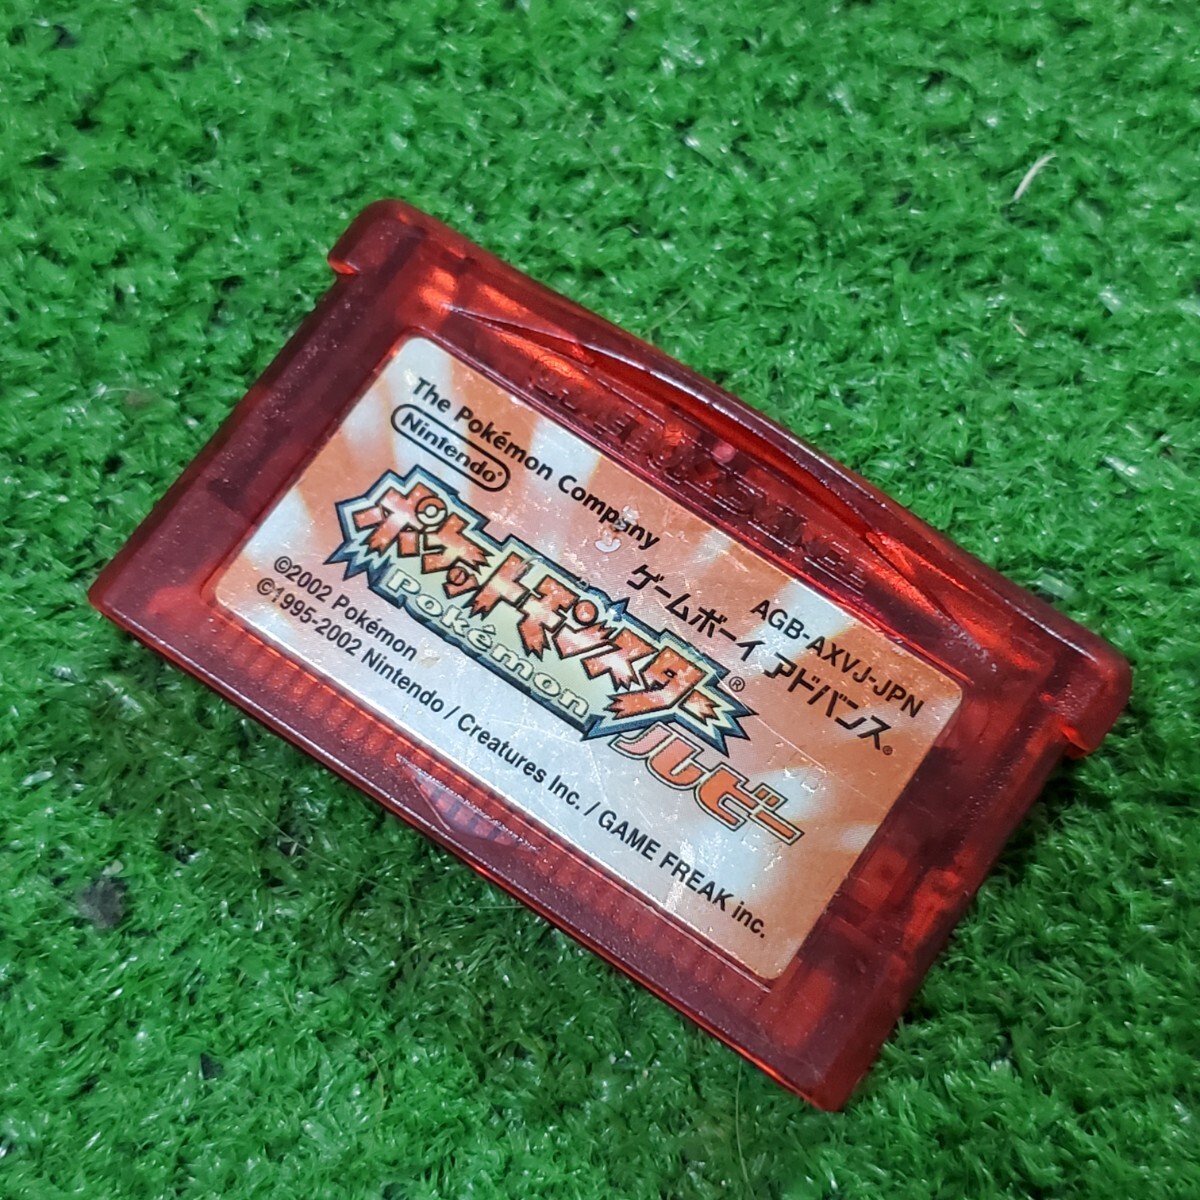 The Pokémon Company
Nintendo®
AGB-AXVJ-JPN
ゲームボーイ アドバンス®
ポケットモンスター®
Pokémon
ルビー
©2002 Pokémon
©1995-2002 Nintendo / Creatures Inc. / GAME FREAK inc.